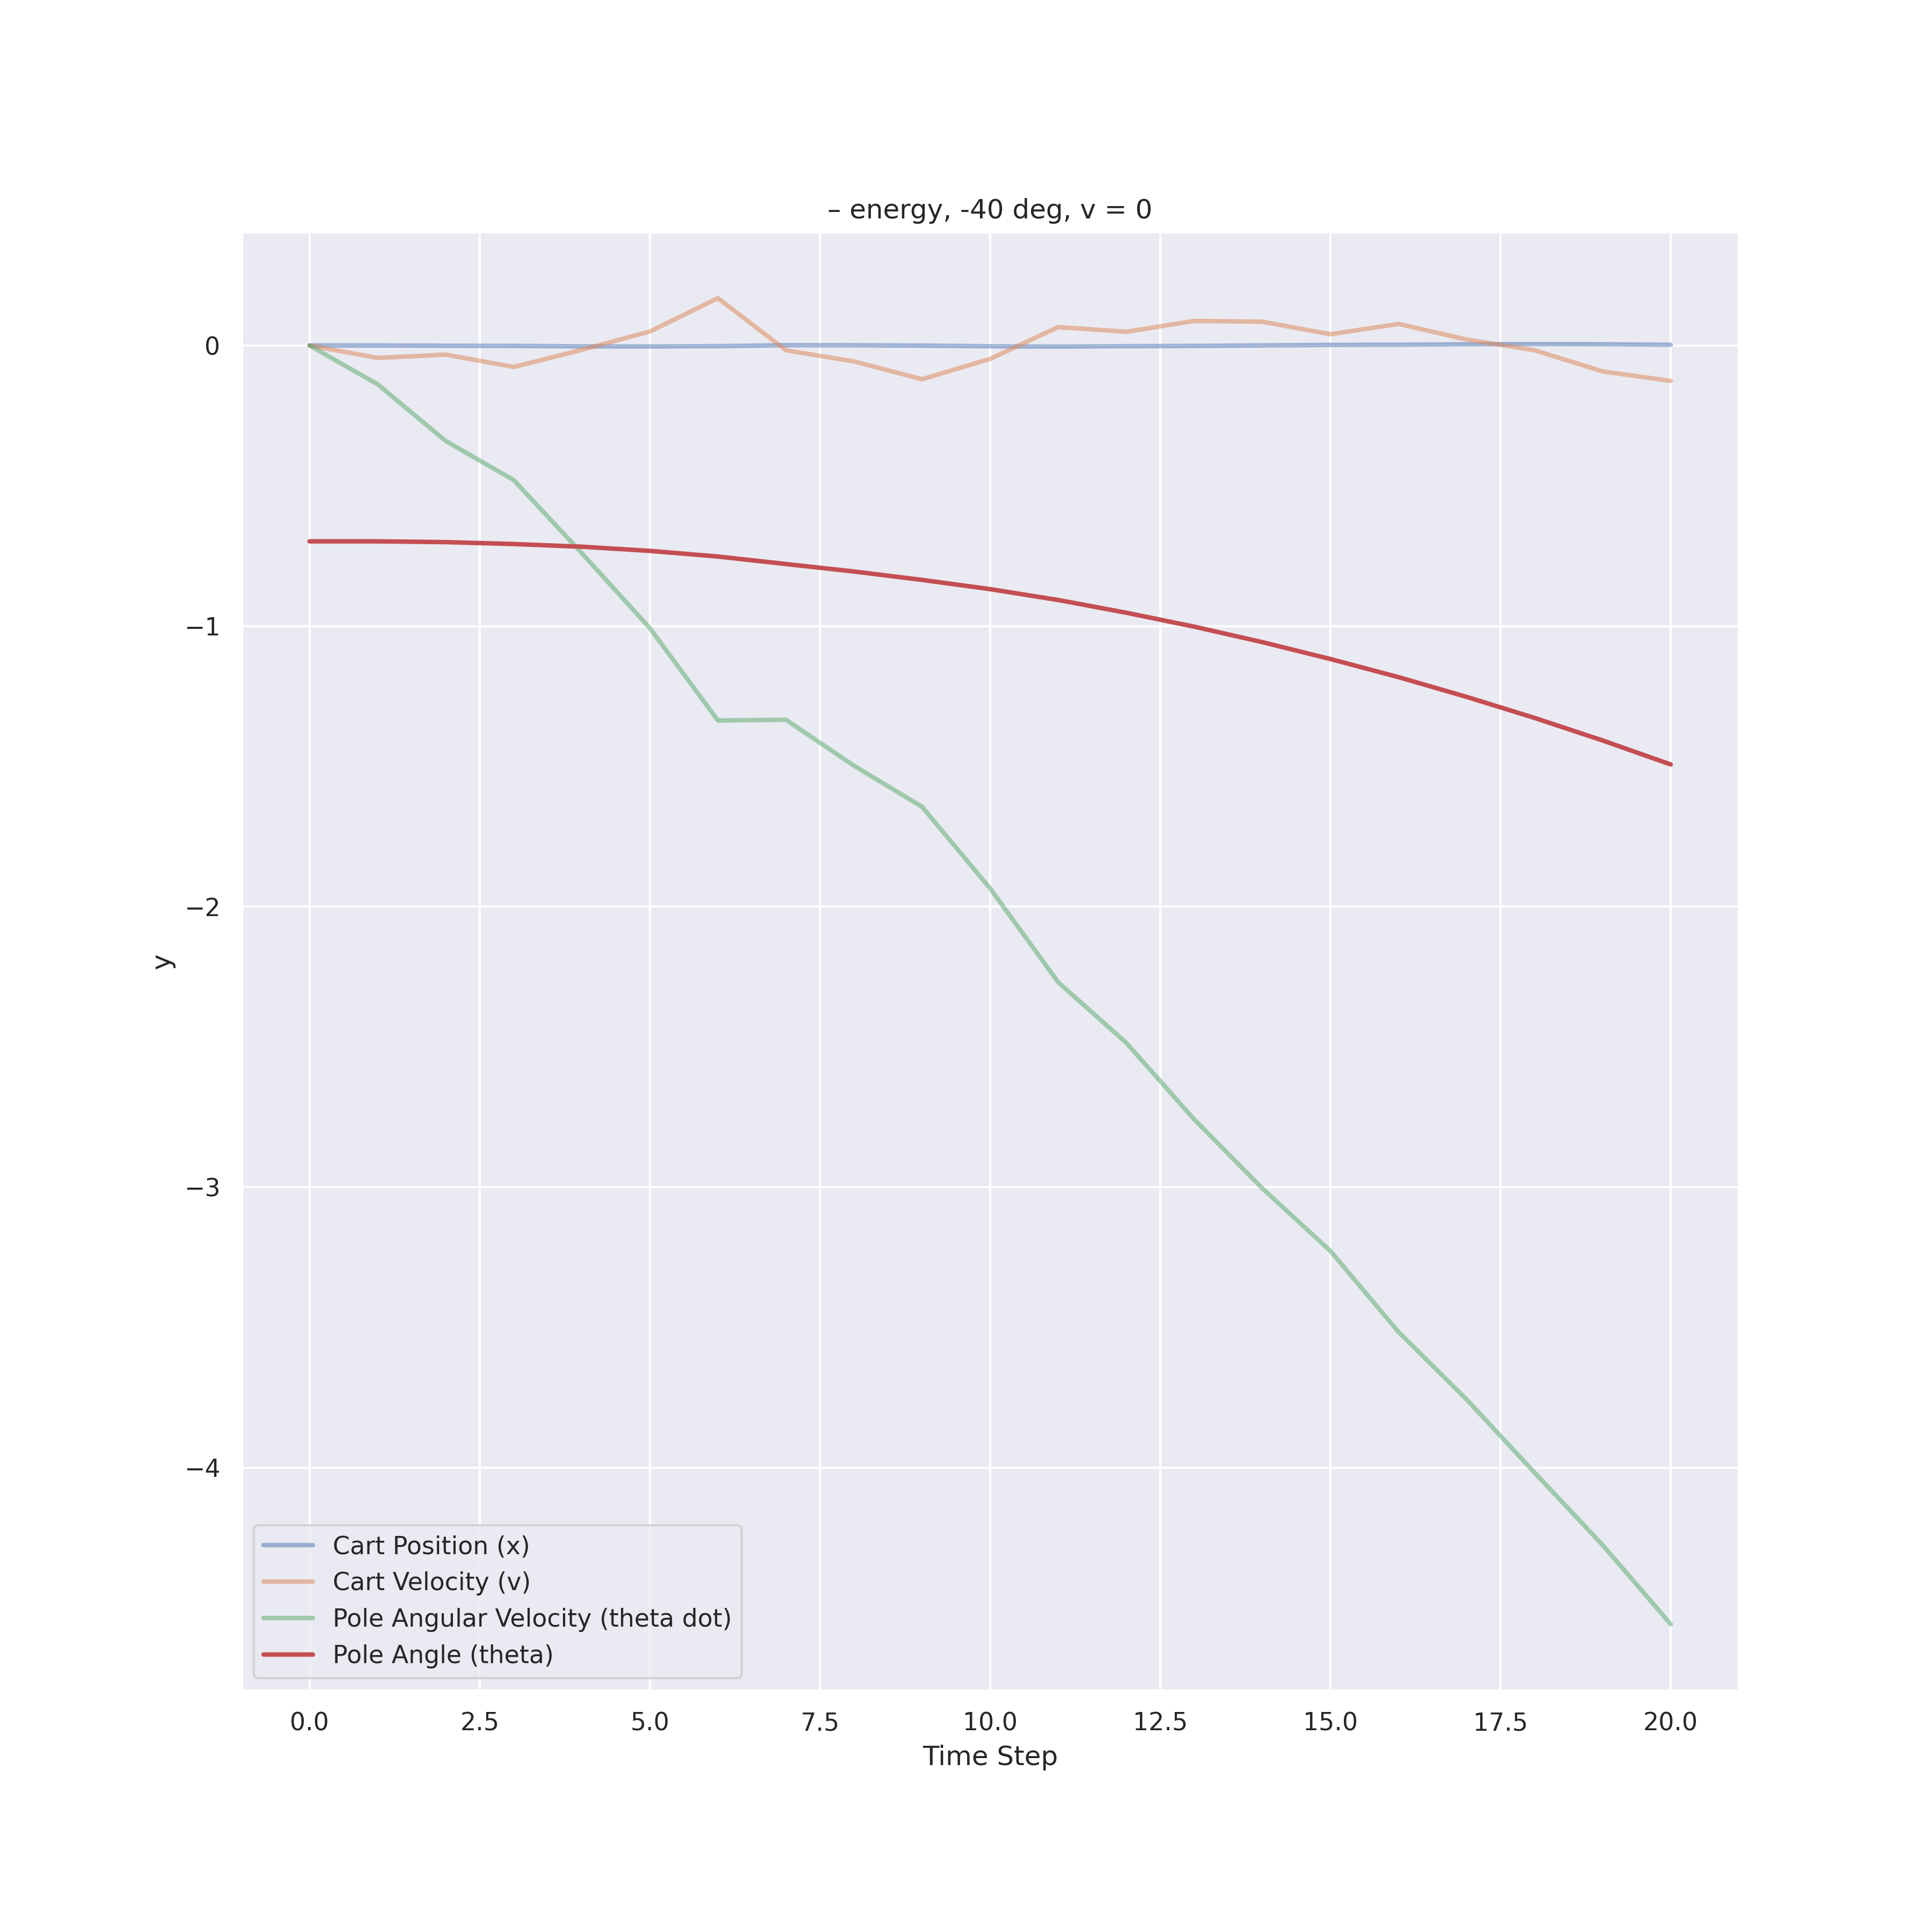 – energy, -40 deg, v = 0
0
−1
−2
−3
−4
y
Cart Position (x)
Cart Velocity (v)
Pole Angular Velocity (theta dot)
Pole Angle (theta)
0.0 2.5 5.0 7.5 10.0 12.5 15.0 17.5 20.0
Time Step